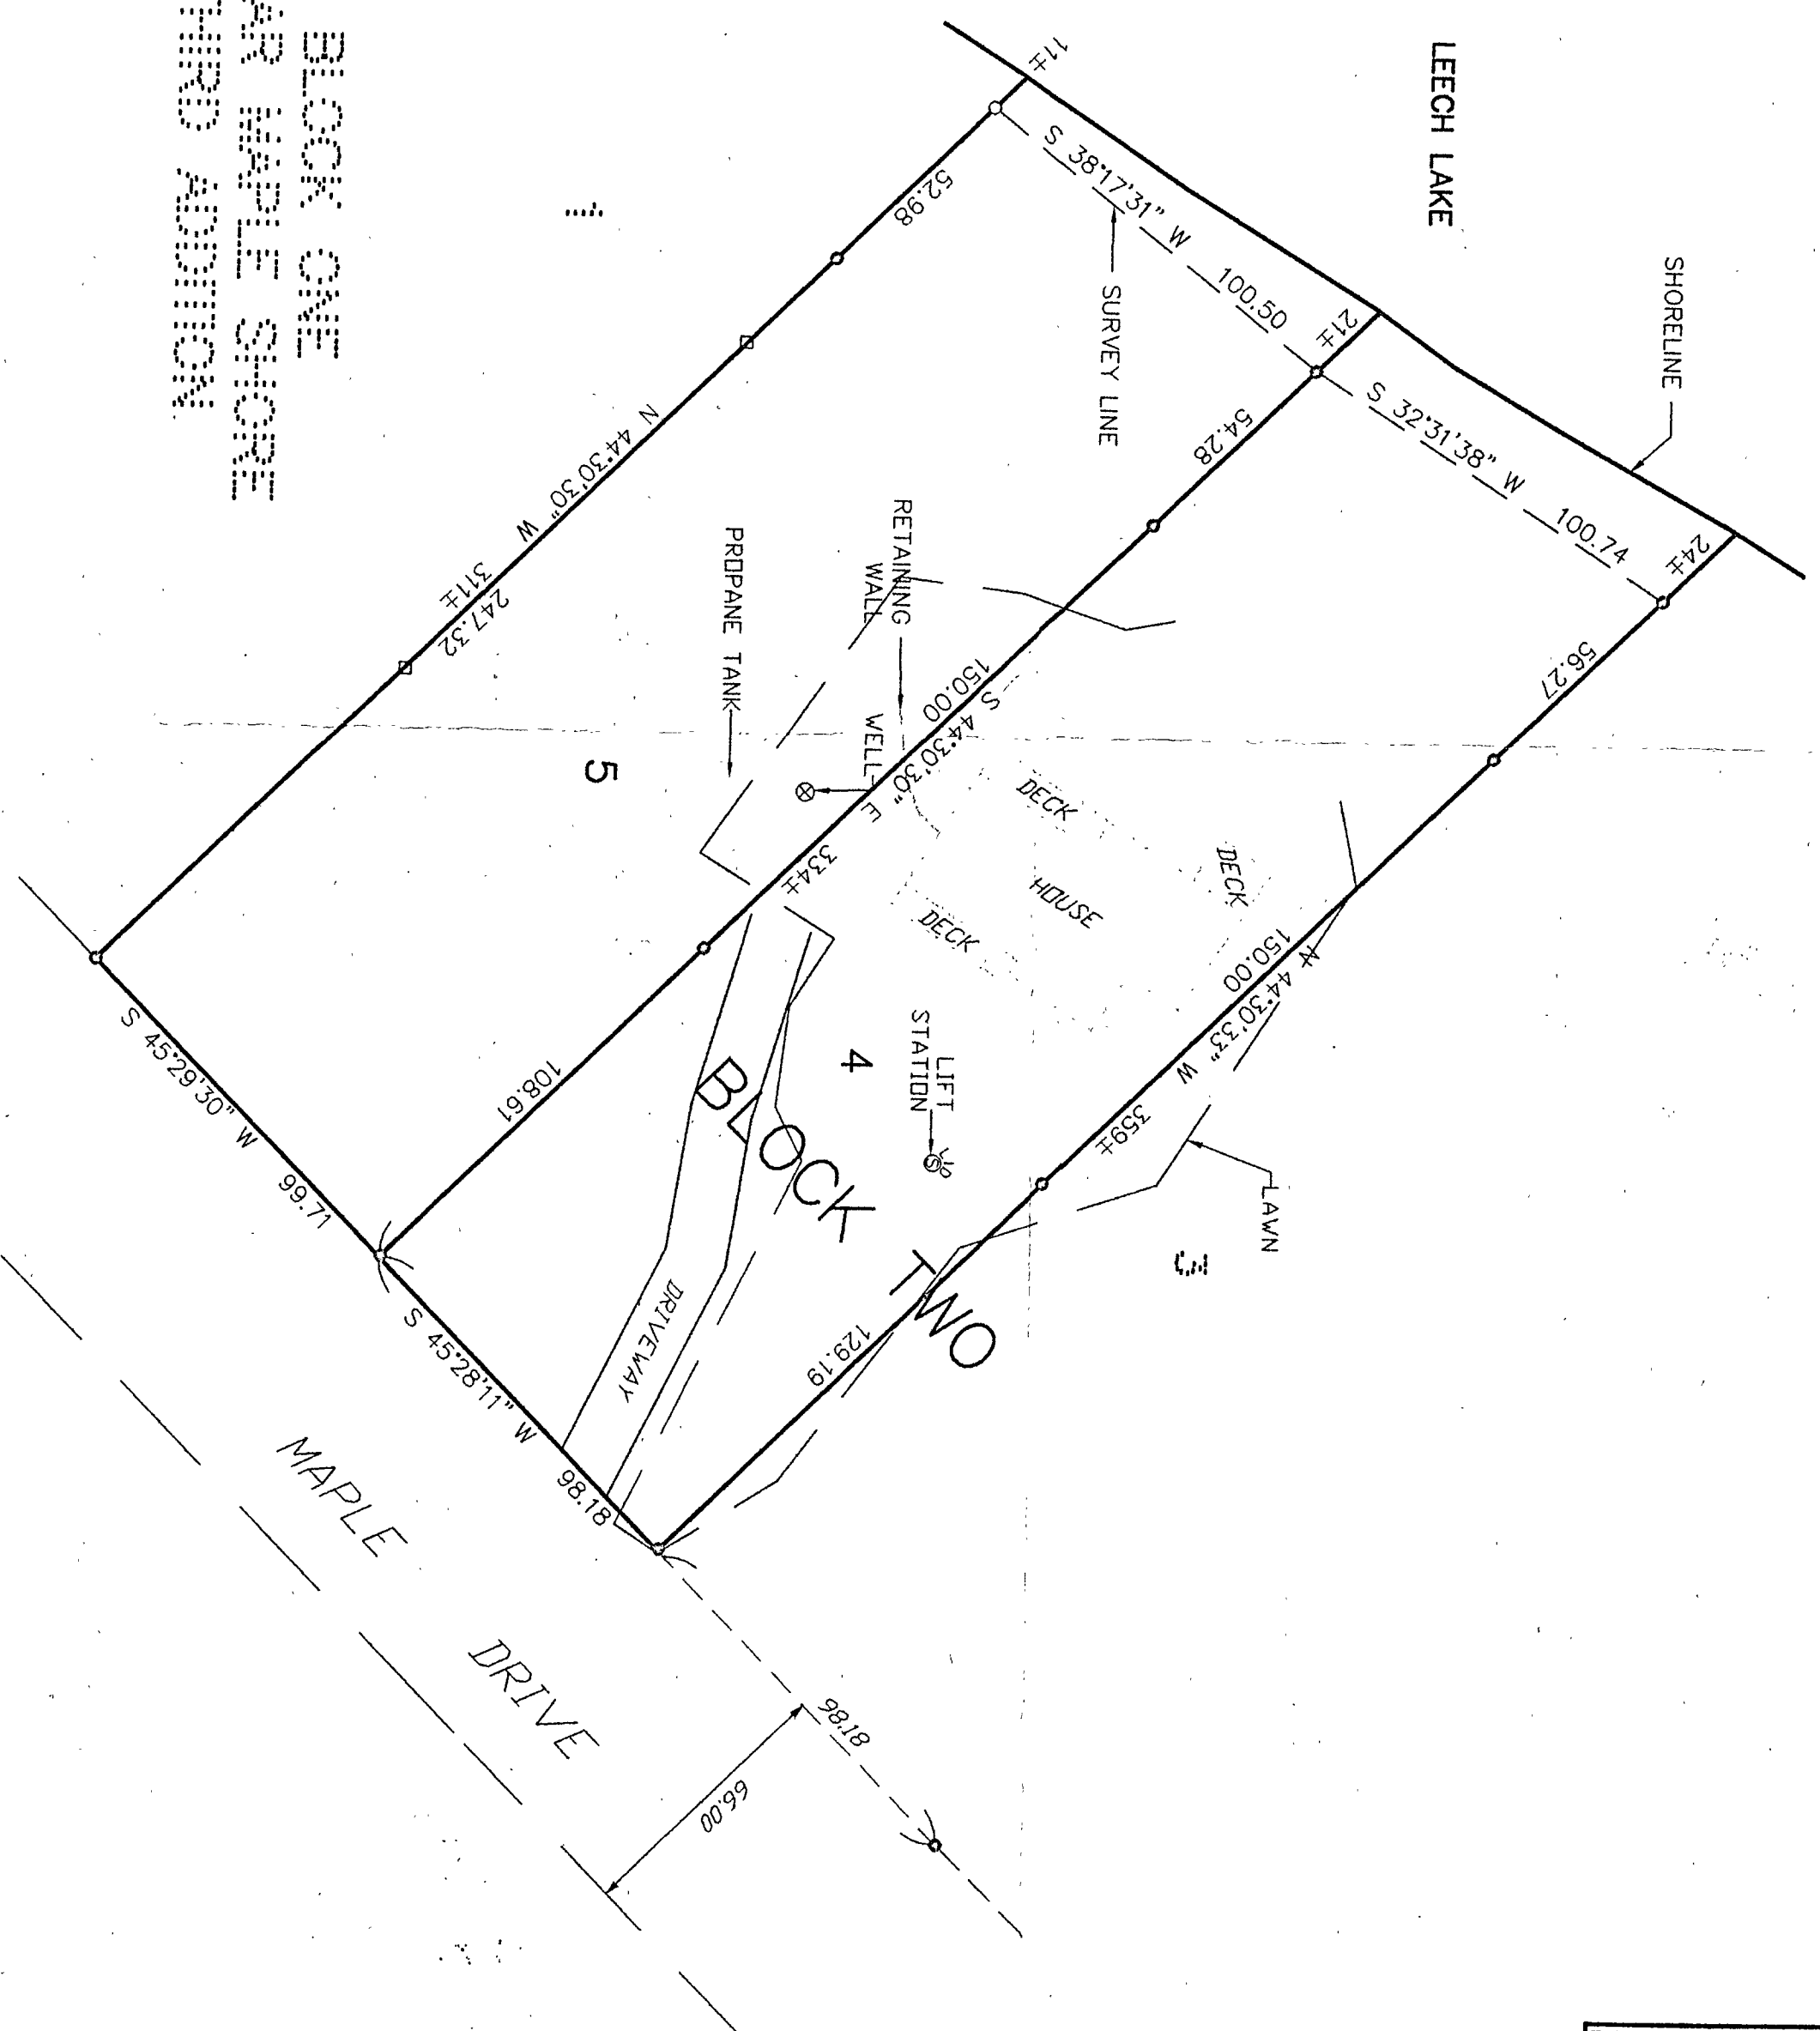 LEECH LAKE
SHORELINE
11±
S 38°17'31" W
100.50
SURVEY LINE
21±
S 32°31'38" W
100.74
24±
52.98
54.28
56.27
N 44°30'30" W
311±
247.32
RETAINING
WALL
PROPANE TANK
WELL
150.00
S 44°30'30" E
334±
DECK
DECK
HOUSE
DECK
150.00
N 44°30'33" W
359±
LAWN
1
5
4
3
LIFT
STATION
S
BLOCK TWO
108.61
129.19
DRIVEWAY
S 45°29'30" W
99.71
S 45°28'11" W
98.18
98.18
66.00
MAPLE DRIVE
BLOCK ONE
AR MAPLE SHORE
THIRD ADDITION